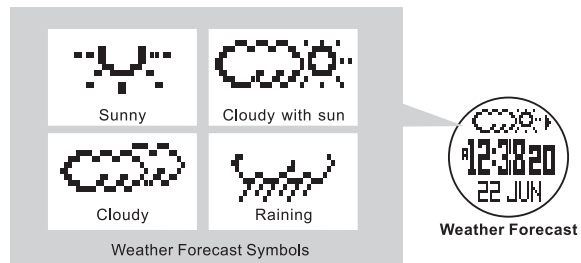 Sunny
Cloudy with sun
Cloudy
Raining
Weather Forecast Symbols
A 12:38 20
22 JUN
Weather Forecast